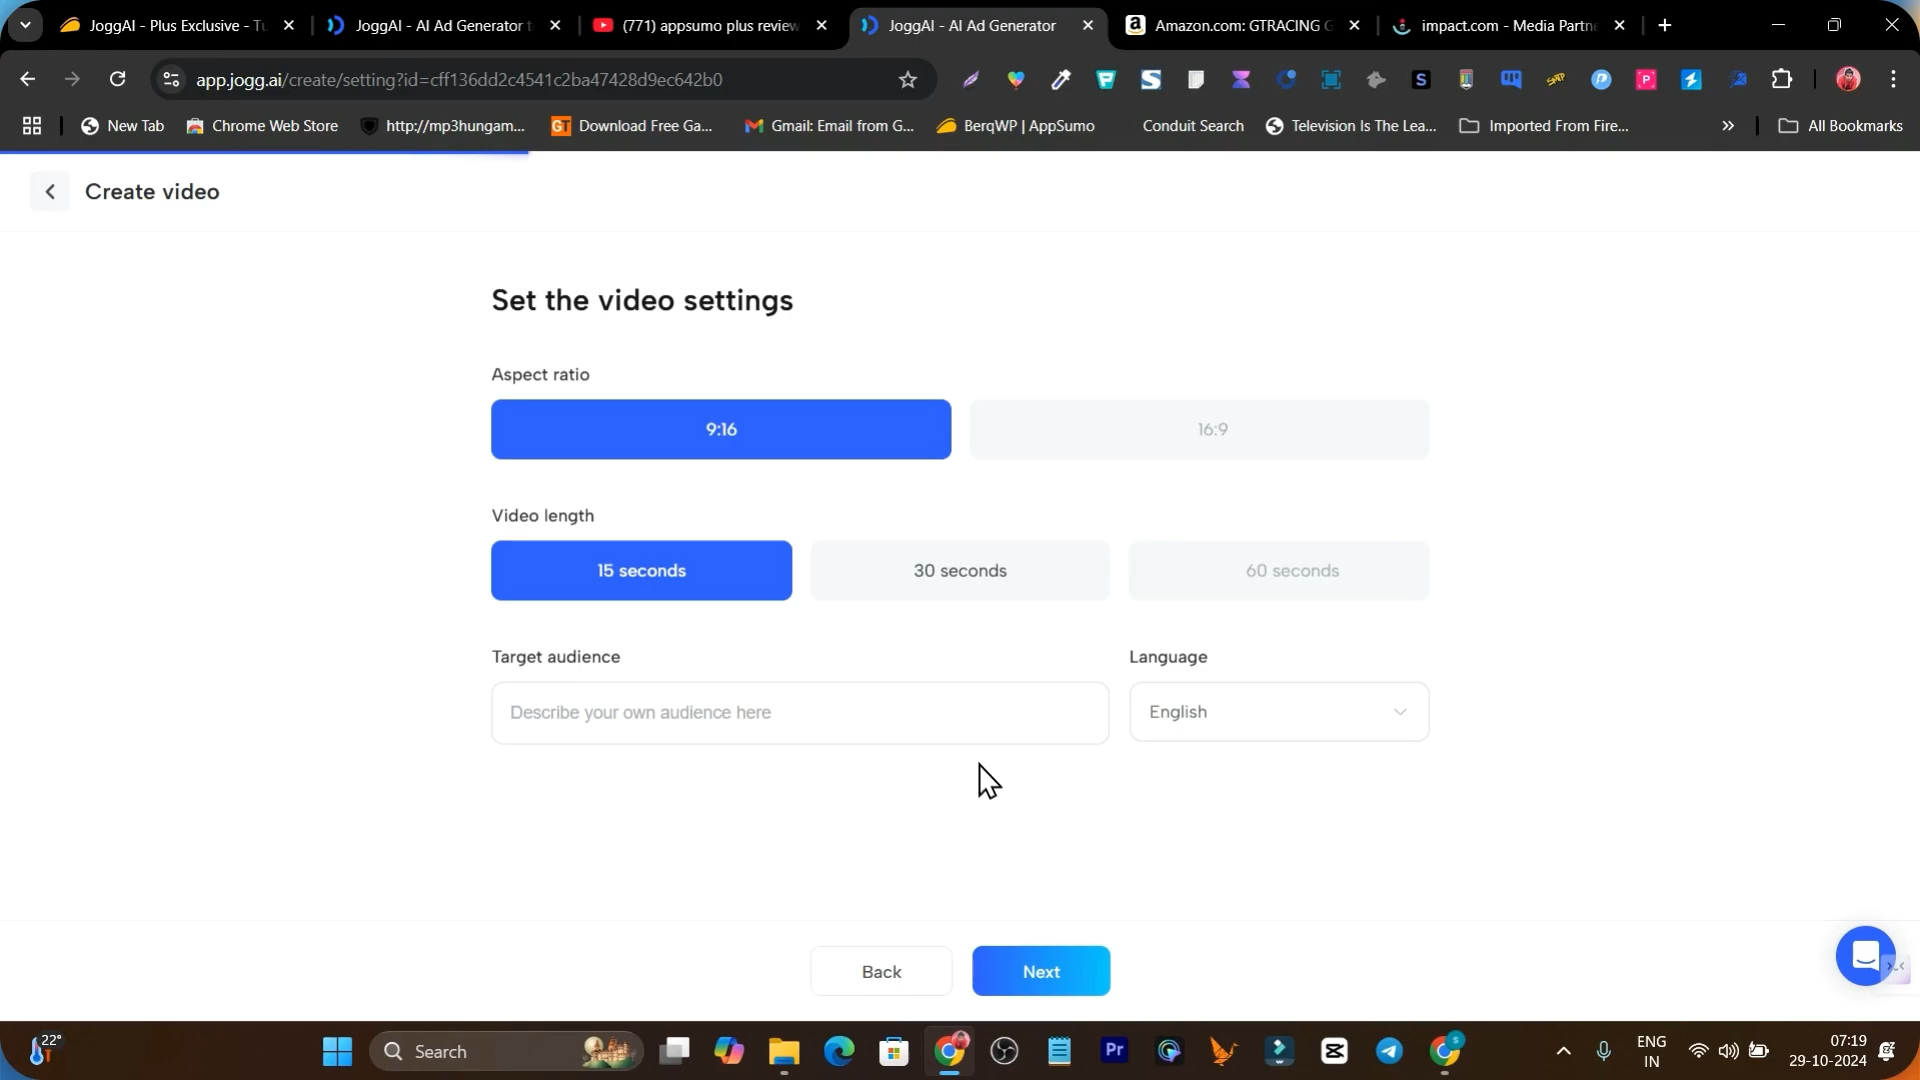 JoggAI - Plus Exclusive - Tu
JoggAI - AI Ad Generator t
(771) appsumo plus review
JoggAI - AI Ad Generator
Amazon.com: GTRACING G
impact.com - Media Partne
app.jogg.ai/create/setting?id=cff136dd2c4541c2ba47428d9ec642b0
New Tab
Chrome Web Store
http://mp3hungam...
Download Free Ga...
Gmail: Email from G...
BerqWP | AppSumo
Conduit Search
Television Is The Lea...
Imported From Fire...
All Bookmarks
Create video
Set the video settings
Aspect ratio
9:16
16:9
Video length
15 seconds
30 seconds
60 seconds
Target audience
Language
Describe your own audience here
English
Back
Next
22°
Search
ENG
IN
07:19
29-10-2024